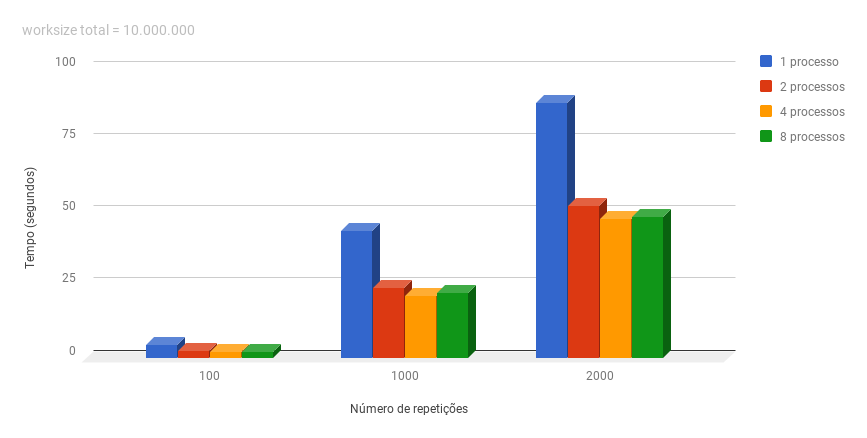 worksize total = 10.000.000
100
75
50
25
0
Tempo (segundos)
100
1000
2000
Número de repetições
1 processo
2 processos
4 processos
8 processos